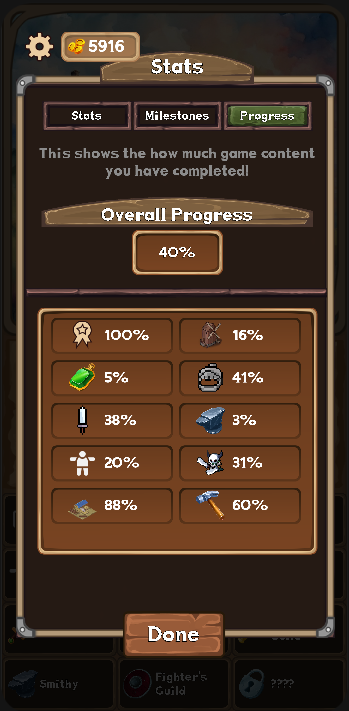 5916
Stats
Stats Milestones Progress
This shows the how much game content
you have completed!
Overall Progress
40%
100% 16%
5% 41%
38% 3%
20% 31%
88% 60%
Done
Smithy Fighter's
Guild ????